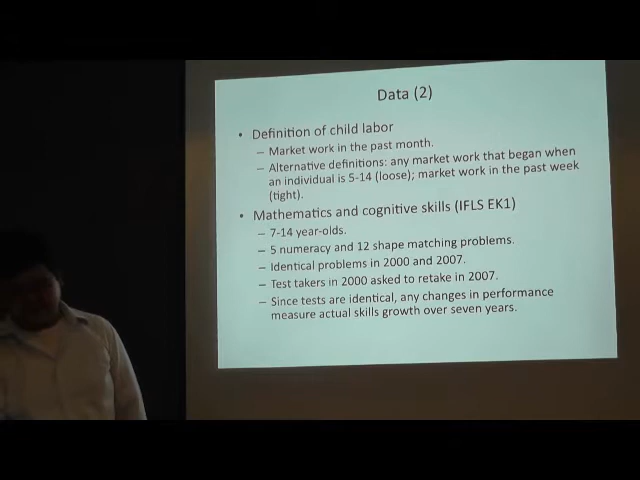 Data (2)
• Definition of child labor
– Market work in the past month.
– Alternative definitions: any market work that began when
an individual is 5-14 (loose); market work in the past week
(tight).
• Mathematics and cognitive skills (IFLS EK1)
– 7-14 year-olds.
– 5 numeracy and 12 shape matching problems.
– Identical problems in 2000 and 2007.
– Test takers in 2000 asked to retake in 2007.
– Since tests are identical, any changes in performance
measure actual skills growth over seven years.